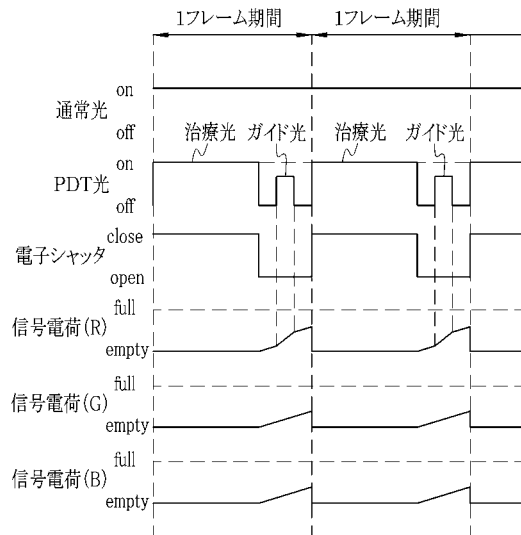 1フレーム期間 1フレーム期間
on
通常光
off
治療光 ガイド光 治療光 ガイド光
on
PDT光
off
close
電子シャッタ
open
full
信号電荷(R)
empty
full
信号電荷(G)
empty
full
信号電荷(B)
empty